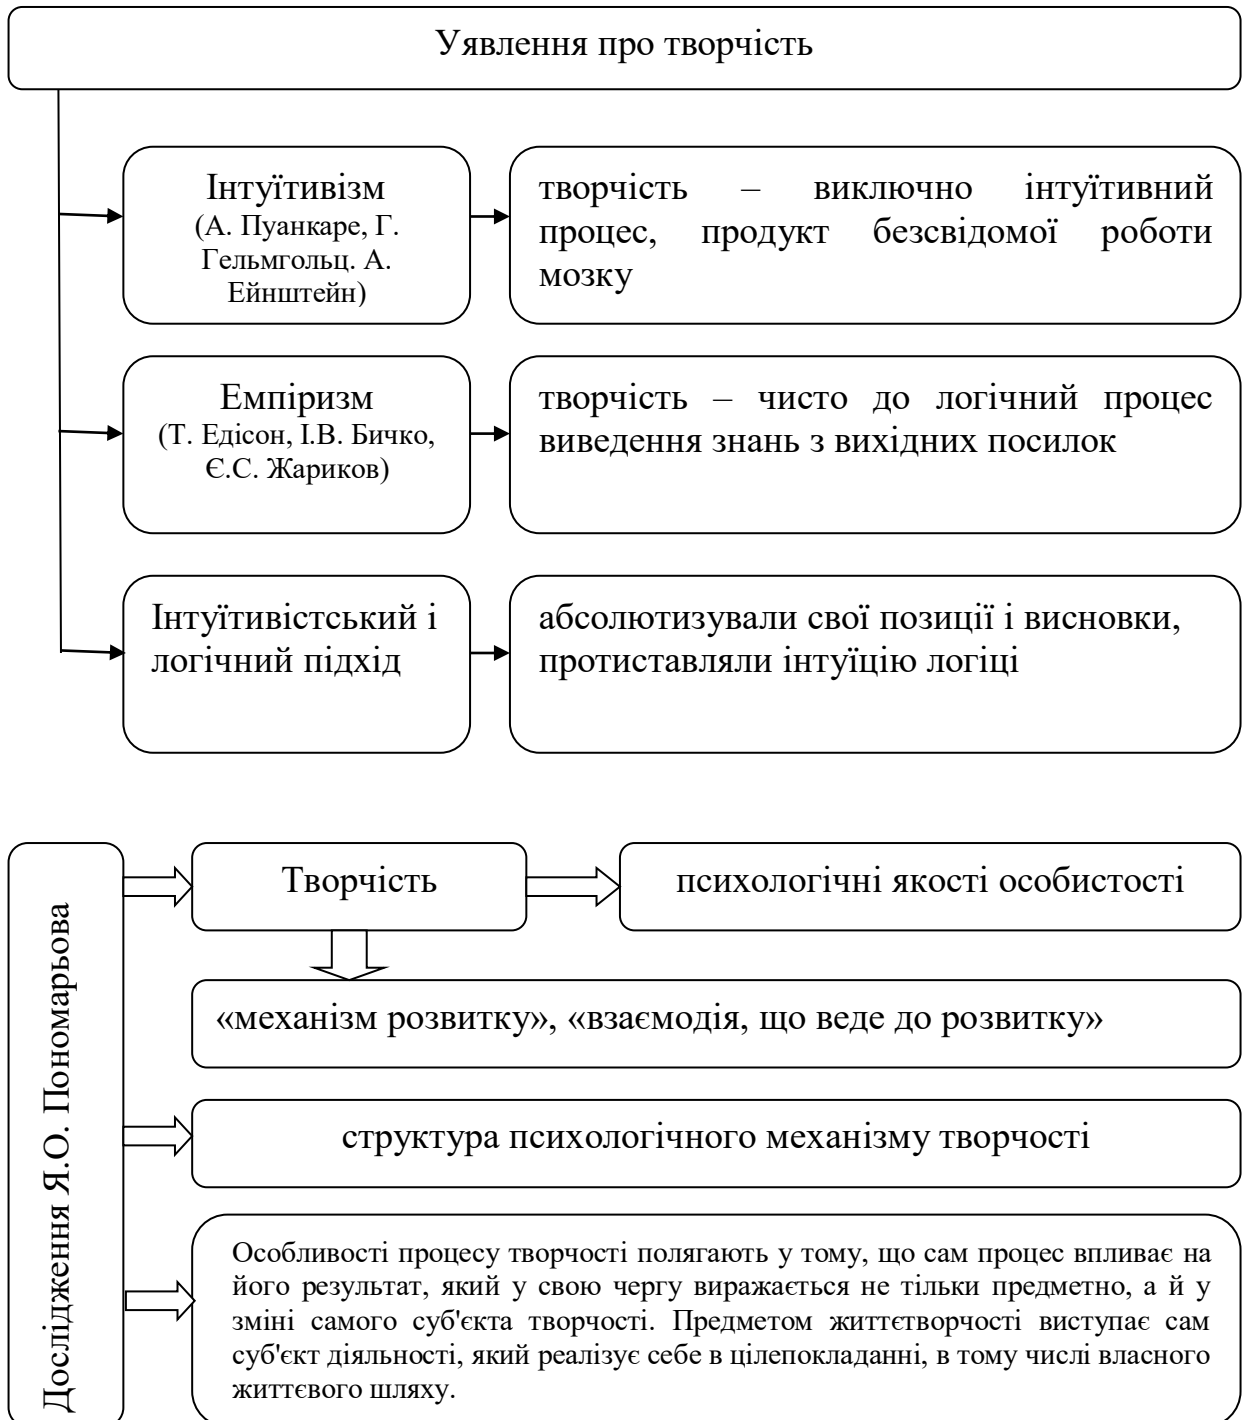 Уявлення про творчість
Інтуїтивізм
(А. Пуанкаре, Г.
Гельмгольц. А.
Ейнштейн)
творчість – виключно інтуїтивний
процес, продукт безсвідомої роботи
мозку
Емпіризм
(Т. Едісон, І.В. Бичко,
Є.С. Жариков)
творчість – чисто до логічний процес
виведення знань з вихідних посилок
Інтуїтивістський і
логічний підхід
абсолютизували свої позиції і висновки,
протиставляли інтуїцію логіці
Дослідження Я.О. Пономарьова
Творчість
психологічні якості особистості
«механізм розвитку», «взаємодія, що веде до розвитку»
структура психологічного механізму творчості
Особливості процесу творчості полягають у тому, що сам процес впливає на
його результат, який у свою чергу виражається не тільки предметно, а й у
зміні самого суб'єкта творчості. Предметом життєтворчості виступає сам
суб'єкт діяльності, який реалізує себе в цілепокладанні, в тому числі власного
життєвого шляху.